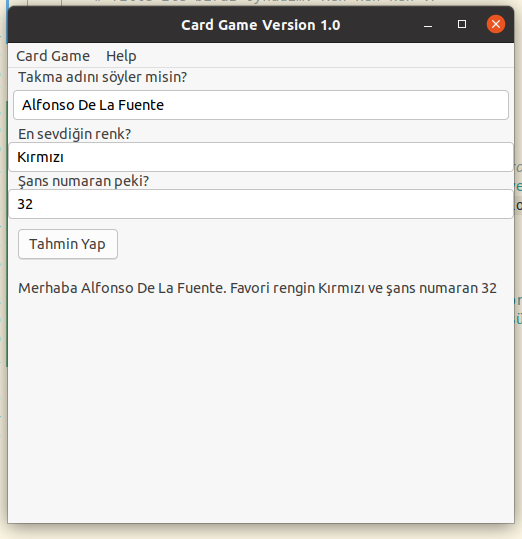 Card Game Version 1.0
Card Game Help
Takma adını söyler misin?
Alfonso De La Fuente
En sevdiğin renk?
Kırmızı
Şans numaran peki?
32
Tahmin Yap
Merhaba Alfonso De La Fuente. Favori rengin Kırmızı ve şans numaran 32